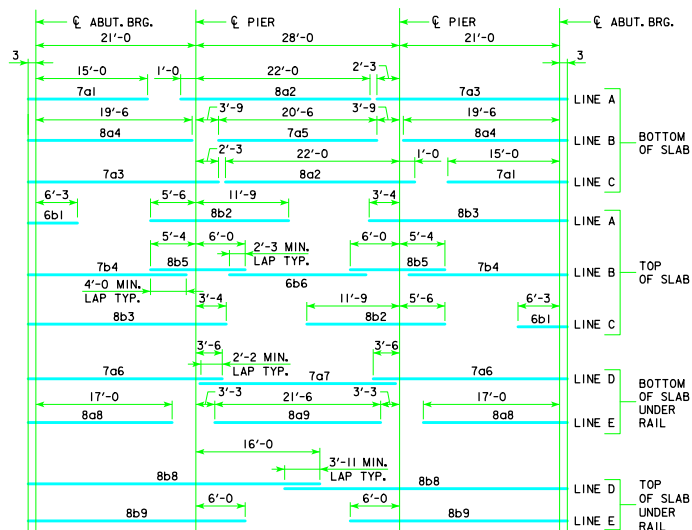 ℄ ABUT. BRG. ℄ PIER ℄ PIER ℄ ABUT. BRG.
21'-0 28'-0 21'-0
3 3
15'-0 1'-0 22'-0 2'-3
7a1 8a2 7a3 LINE A
19'-6 3'-9 20'-6 3'-9 19'-6
8a4 7a5 8a4 LINE B
BOTTOM
OF SLAB
2'-3 22'-0 1'-0 15'-0
7a3 8a2 7a1 LINE C
6'-3 5'-6 11'-9 3'-4
6b1 8b2 8b3 LINE A
5'-4 6'-0 2'-3 MIN.
LAP TYP. 6'-0 5'-4
7b4 8b5 6b6 8b5 7b4 LINE B
TOP
OF SLAB
4'-0 MIN.
LAP TYP.
3'-4 11'-9 5'-6 6'-3
8b3 8b2 6b1 LINE C
3'-6 2'-2 MIN.
LAP TYP. 3'-6
7a6 7a7 7a6 LINE D
17'-0 3'-3 21'-6 3'-3 17'-0
8a8 8a9 8a8 LINE E
BOTTOM
OF SLAB
UNDER
RAIL
16'-0
3'-11 MIN.
LAP TYP.
8b8 8b8 LINE D
6'-0 6'-0
8b9 8b9 LINE E
TOP
OF SLAB
UNDER
RAIL